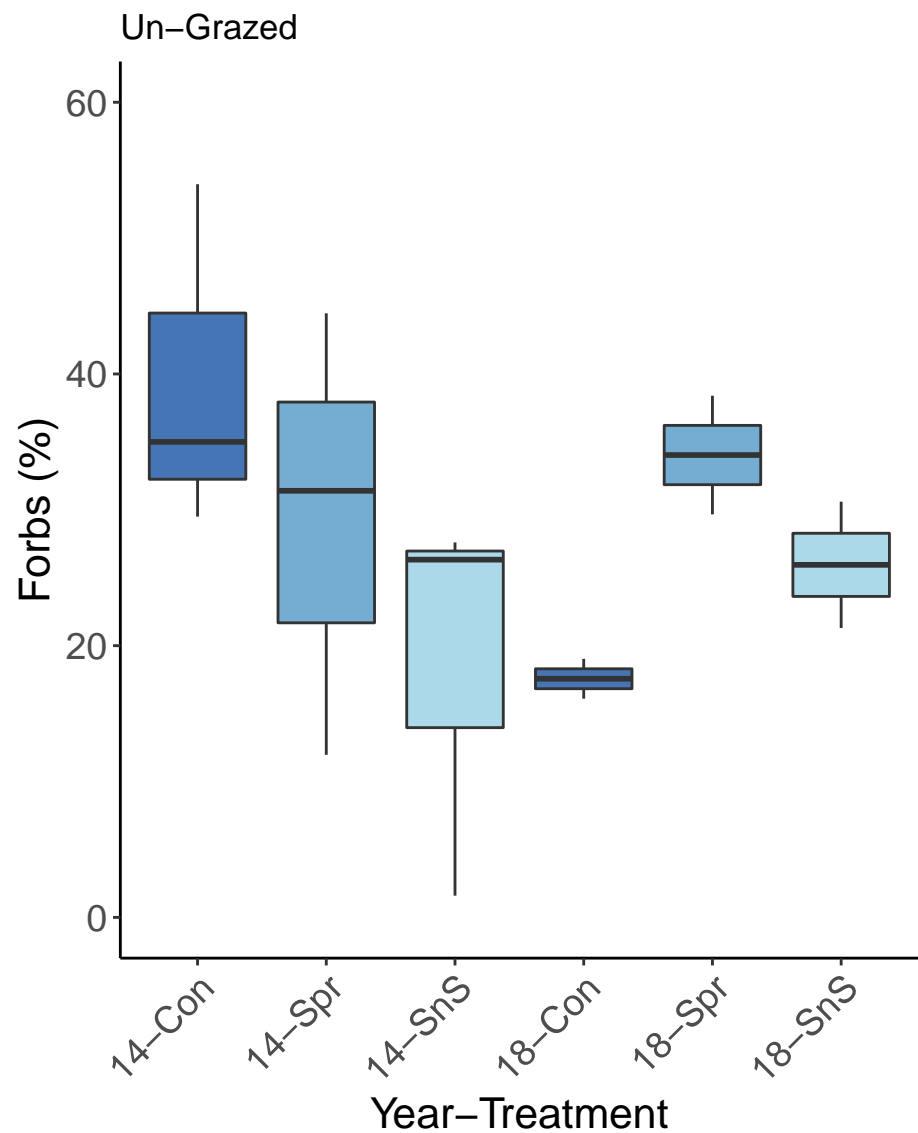 Un−Grazed
60
40
20
0
Forbs (%)
14−Con
14−Spr
14−SnS
18−Con
18−Spr
18−SnS
Year−Treatment